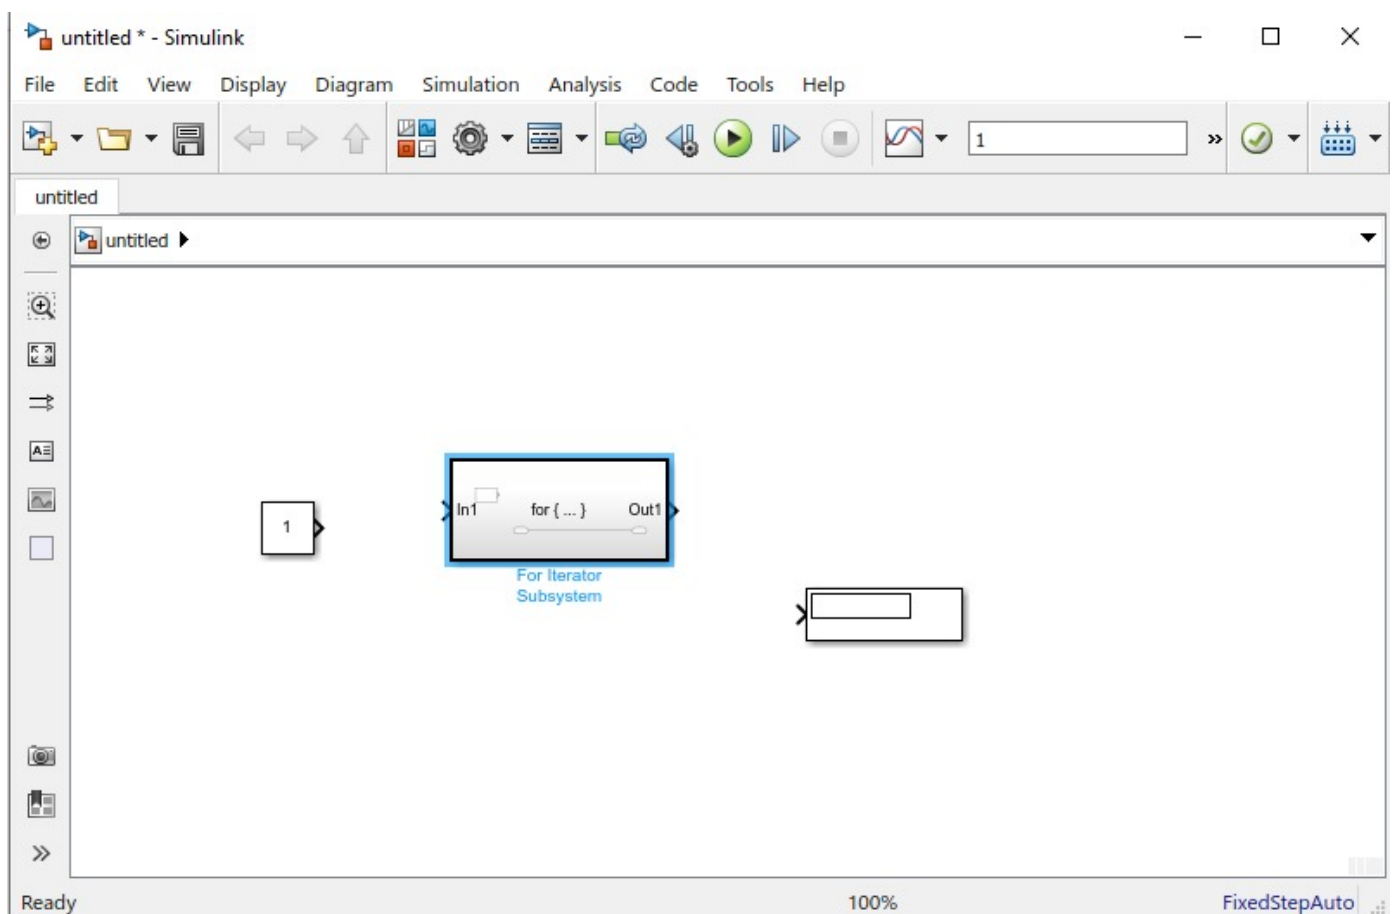 untitled * - Simulink
File Edit View Display Diagram Simulation Analysis Code Tools Help
1
»
untitled
untitled
A
1
In1 for { ... } Out1
For Iterator
Subsystem
»
Ready 100% FixedStepAuto